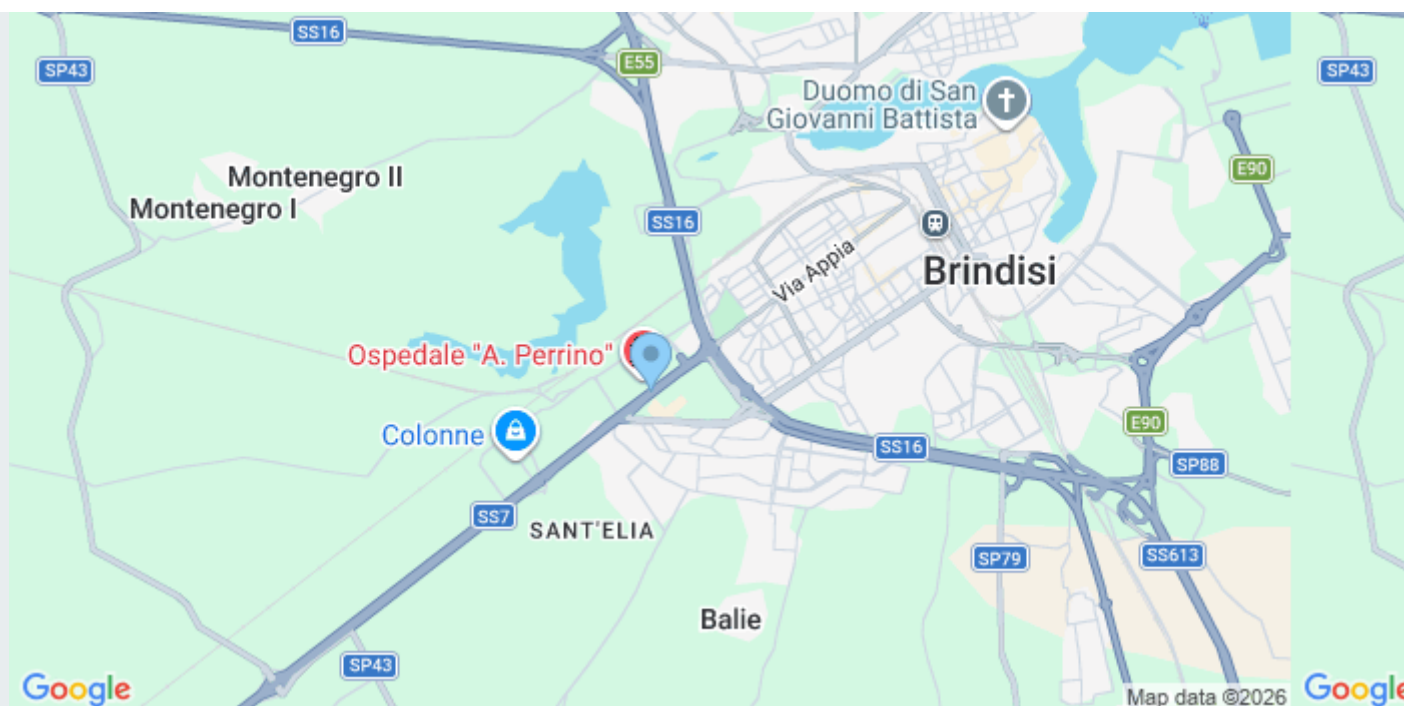 SS16
SP43
E55
Duomo di San
Giovanni Battista
SP43
E90
Montenegro II
Montenegro I
SS16
Via Appia
Brindisi
Ospedale "A. Perrino"
Colonne
E90
SS16
SP88
SS7
SANT'ELIA
SP79
SS613
Balie
SP43
Google
Map data ©2026
Google